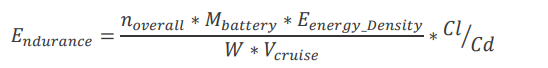 E_ndurance = (n_overall * M_battery * E_energy_Density) / (W * V_cruise) * Cl/Cd